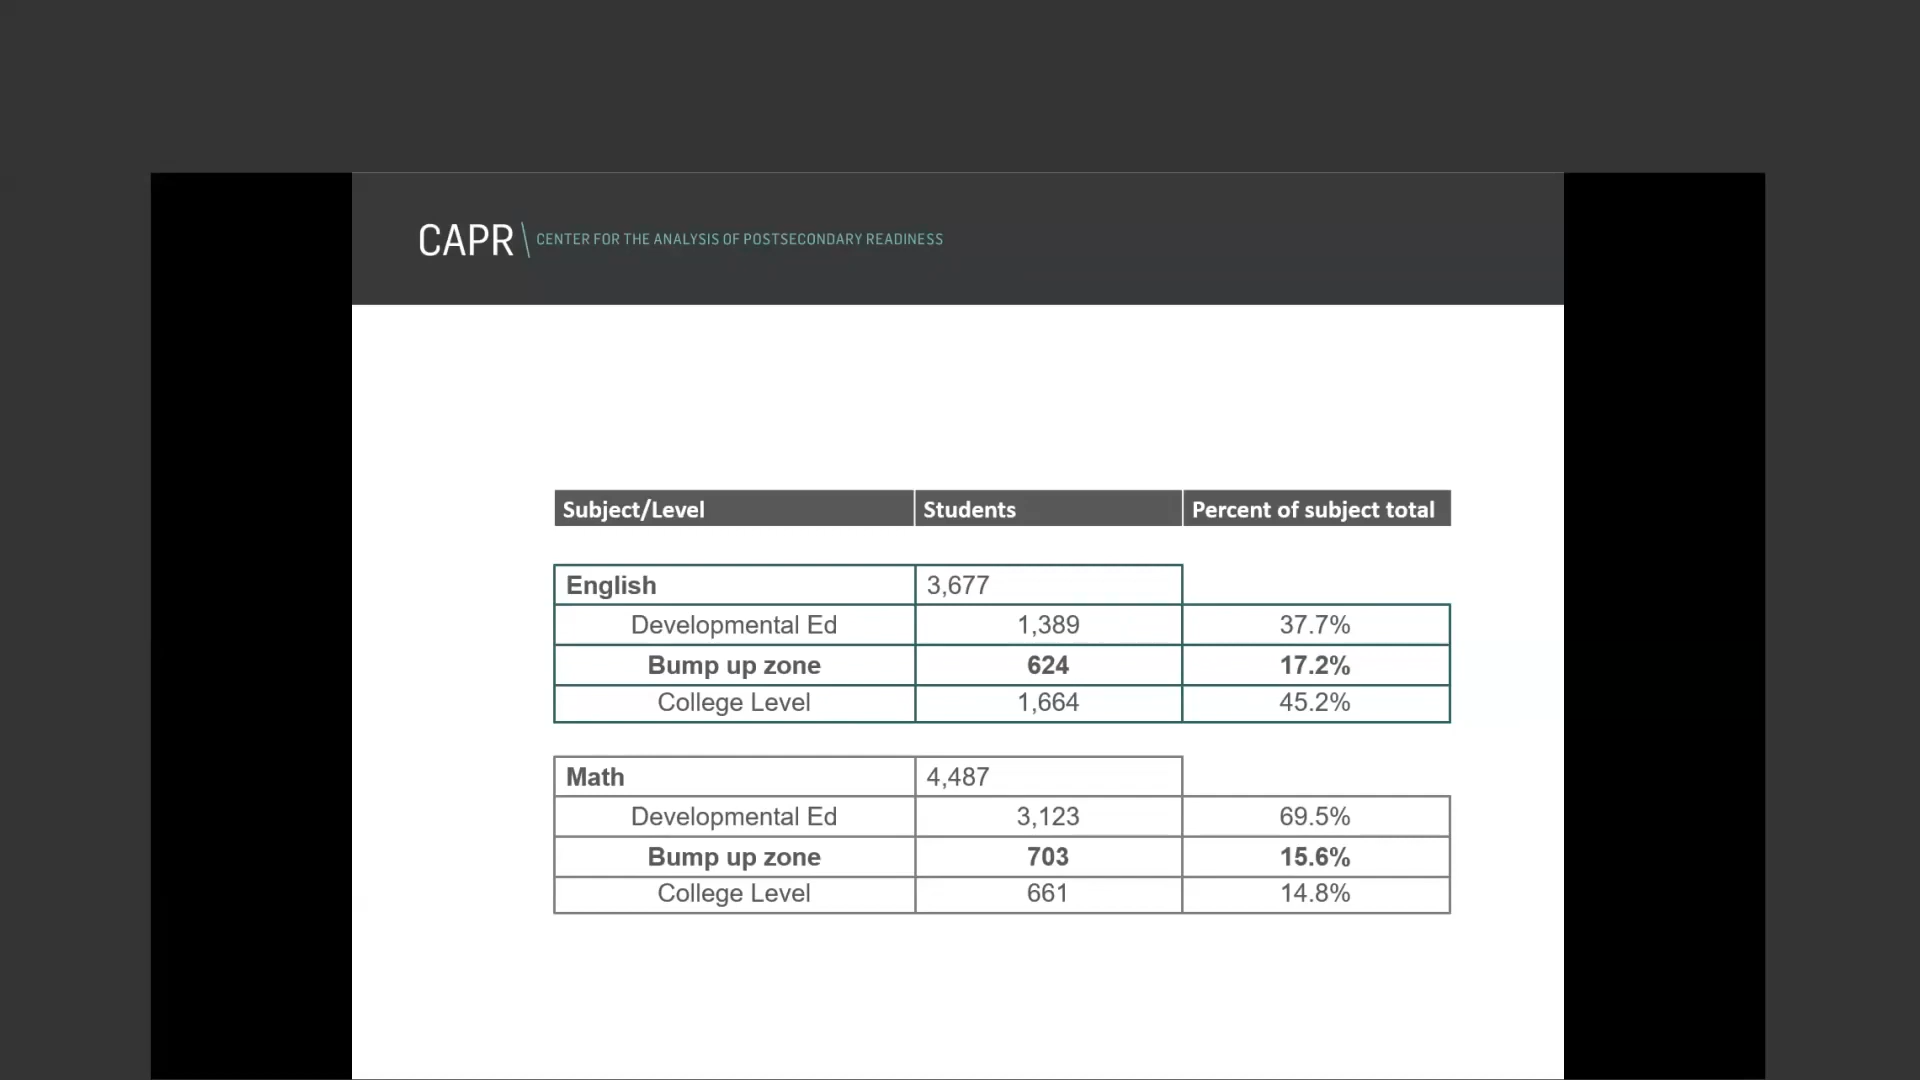 CAPR \ CENTER FOR THE ANALYSIS OF POSTSECONDARY READINESS
Subject/Level Students Percent of subject total
English 3,677
Developmental Ed 1,389 37.7%
Bump up zone 624 17.2%
College Level 1,664 45.2%
Math 4,487
Developmental Ed 3,123 69.5%
Bump up zone 703 15.6%
College Level 661 14.8%